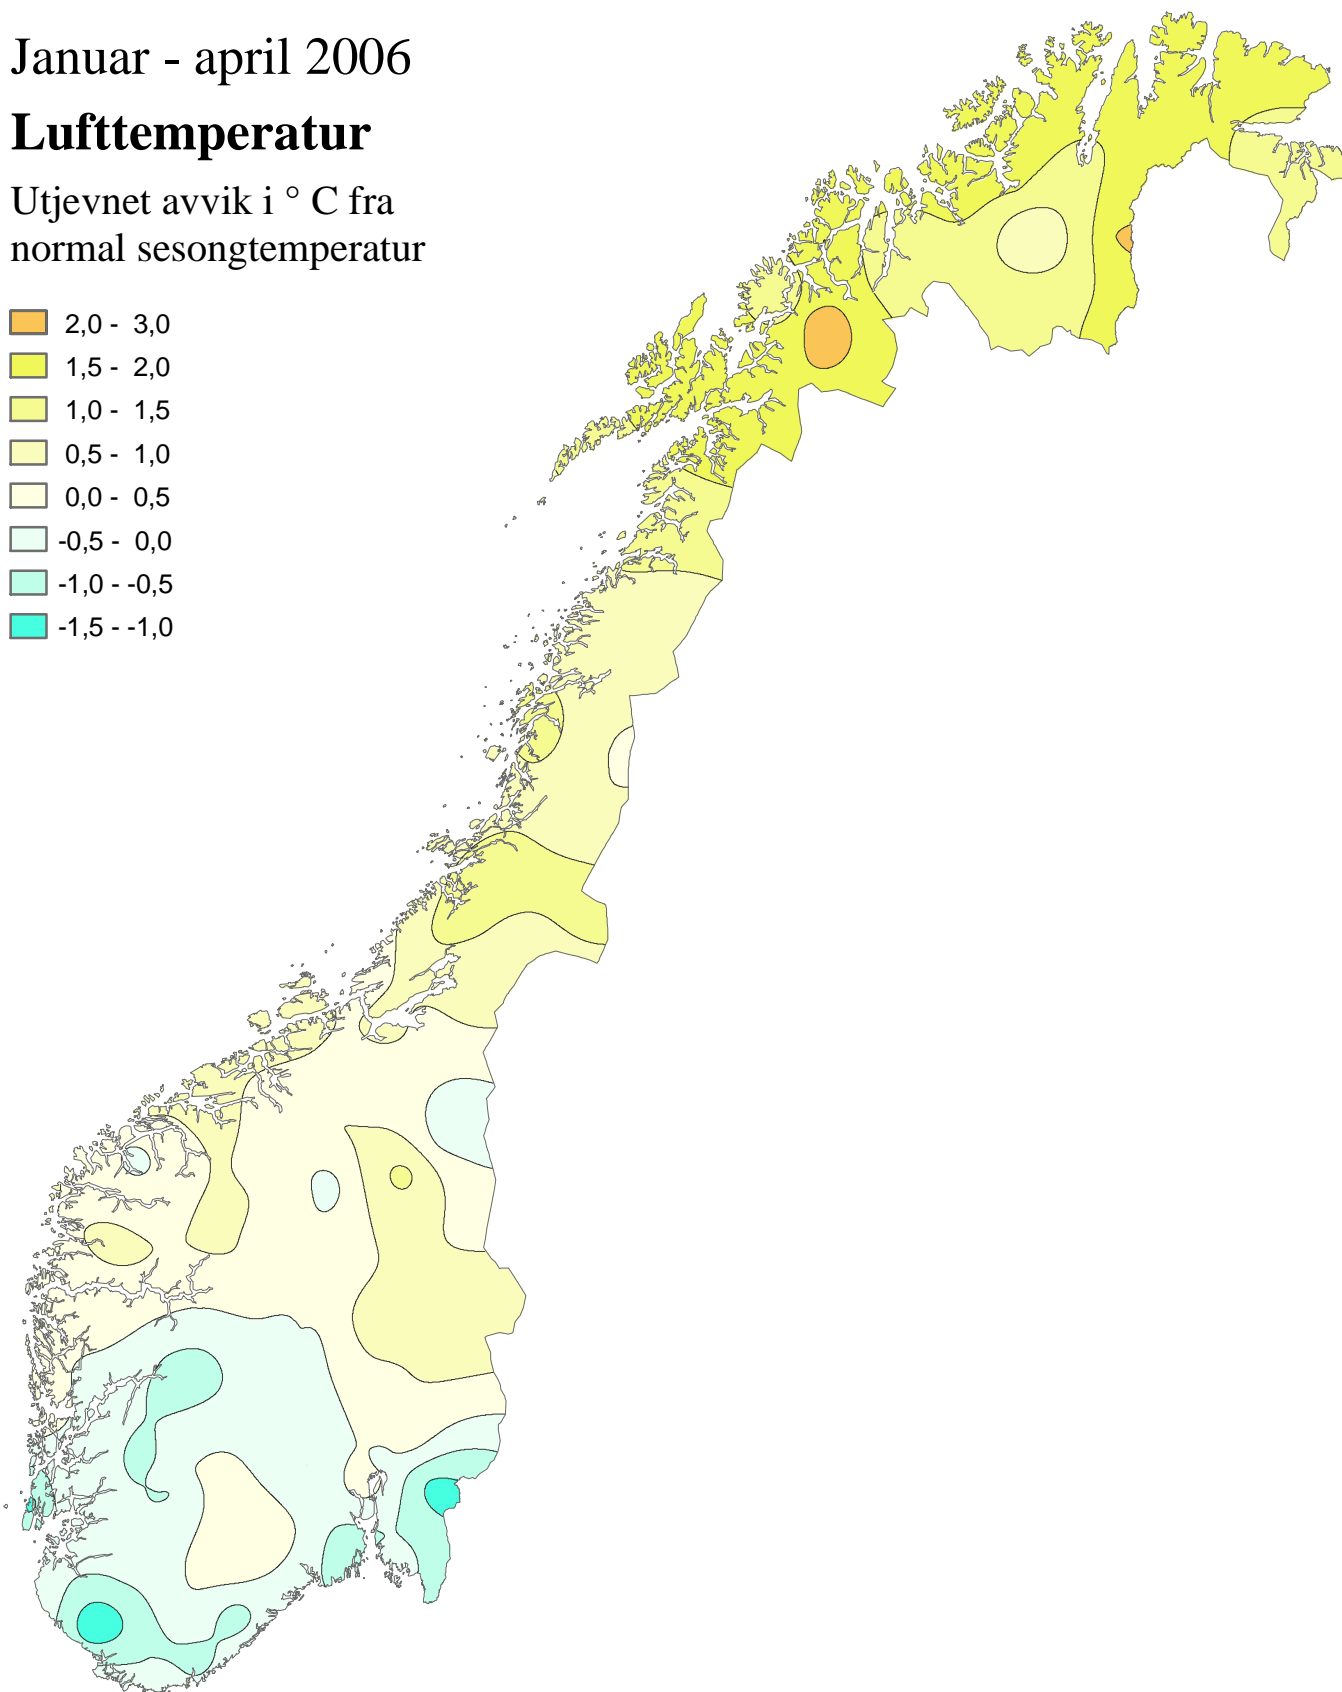 Januar - april 2006
Lufttemperatur
Utjevnet avvik i ° C fra
normal sesongtemperatur
2,0 - 3,0
1,5 - 2,0
1,0 - 1,5
0,5 - 1,0
0,0 - 0,5
-0,5 - 0,0
-1,0 - -0,5
-1,5 - -1,0